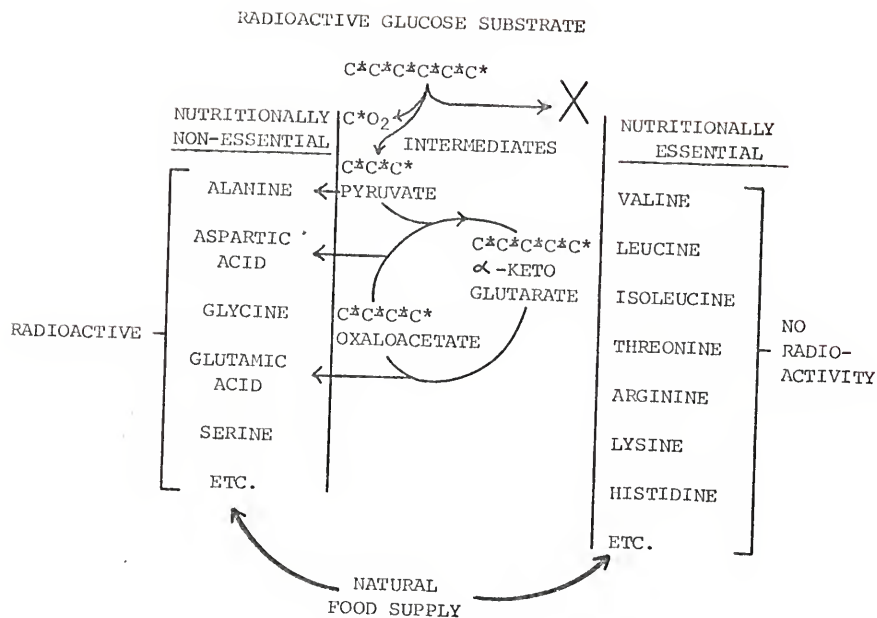 RADIOACTIVE GLUCOSE SUBSTRATE
C*C*C*C*C*C*
NUTRITIONALLY
NON-ESSENTIAL
C*O2
INTERMEDIATES
X
NUTRITIONALLY
ESSENTIAL
C*C*C*
PYRUVATE
ALANINE
ASPARTIC
ACID
GLYCINE
GLUTAMIC
ACID
SERINE
ETC.
RADIOACTIVE
C*C*C*C*C*
α-KETO
GLUTARATE
C*C*C*C*
OXALOACETATE
VALINE
LEUCINE
ISOLEUCINE
THREONINE
ARGININE
LYSINE
HISTIDINE
ETC.
NO
RADIO-
ACTIVITY
NATURAL
FOOD SUPPLY